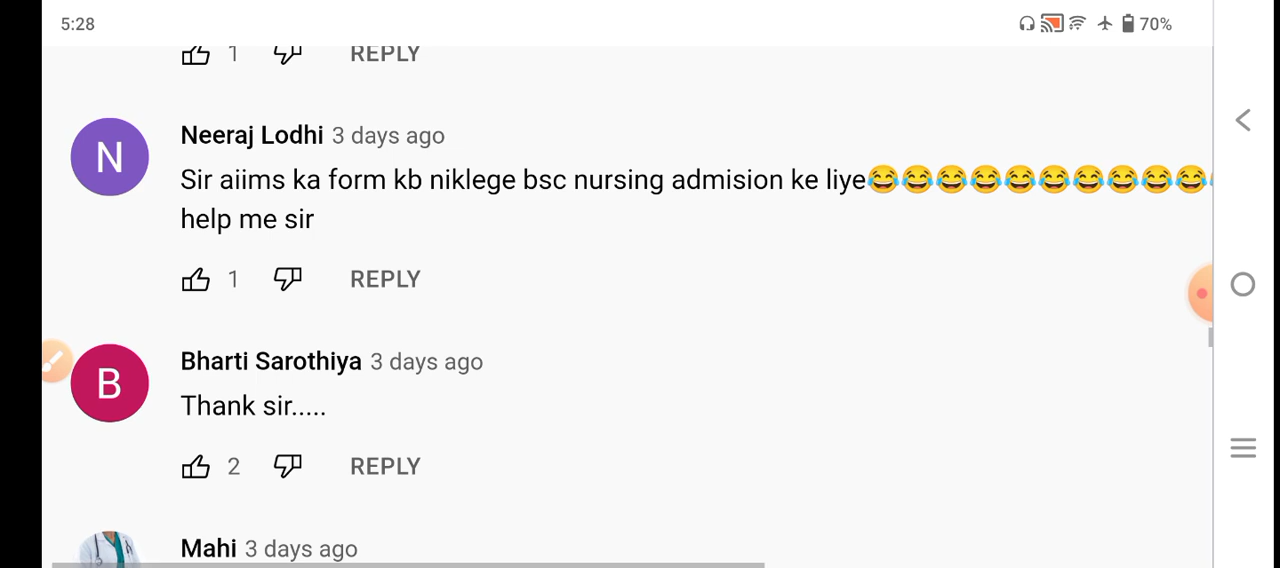 5:28 70%
1 REPLY
N
Neeraj Lodhi 3 days ago
Sir aiims ka form kb niklege bsc nursing admision ke liye😂😂😂😂😂😂😂😂😂😂
help me sir
1 REPLY
B
Bharti Sarothiya 3 days ago
Thank sir.....
2 REPLY
Mahi 3 days ago